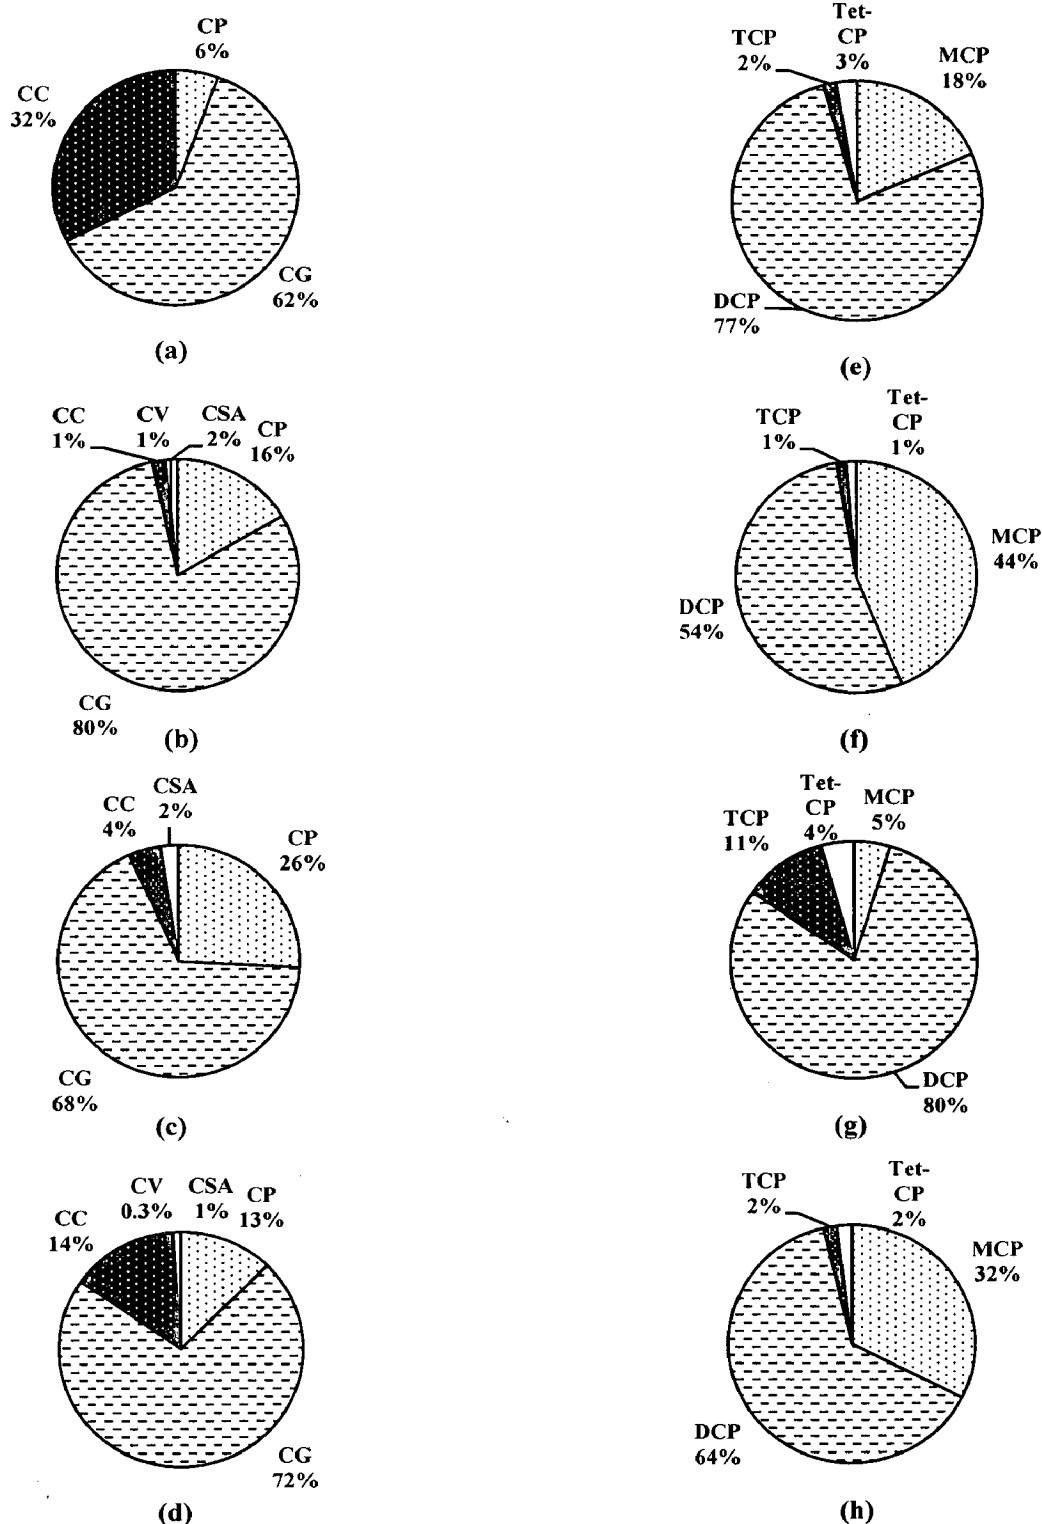 CP
6%
CC
32%
CG
62%
(a)
Tet-
CP
3%
TCP
2%
MCP
18%
DCP
77%
(e)
CC
1%
CV
1%
CSA
2%
CP
16%
CG
80%
(b)
Tet-
CP
1%
TCP
1%
MCP
44%
DCP
54%
(f)
CSA
2%
CC
4%
CP
26%
CG
68%
(c)
Tet-
CP
4%
TCP
11%
MCP
5%
DCP
80%
(g)
CV
0.3%
CSA
1%
CP
13%
CC
14%
CG
72%
(d)
Tet-
CP
2%
TCP
2%
MCP
32%
DCP
64%
(h)